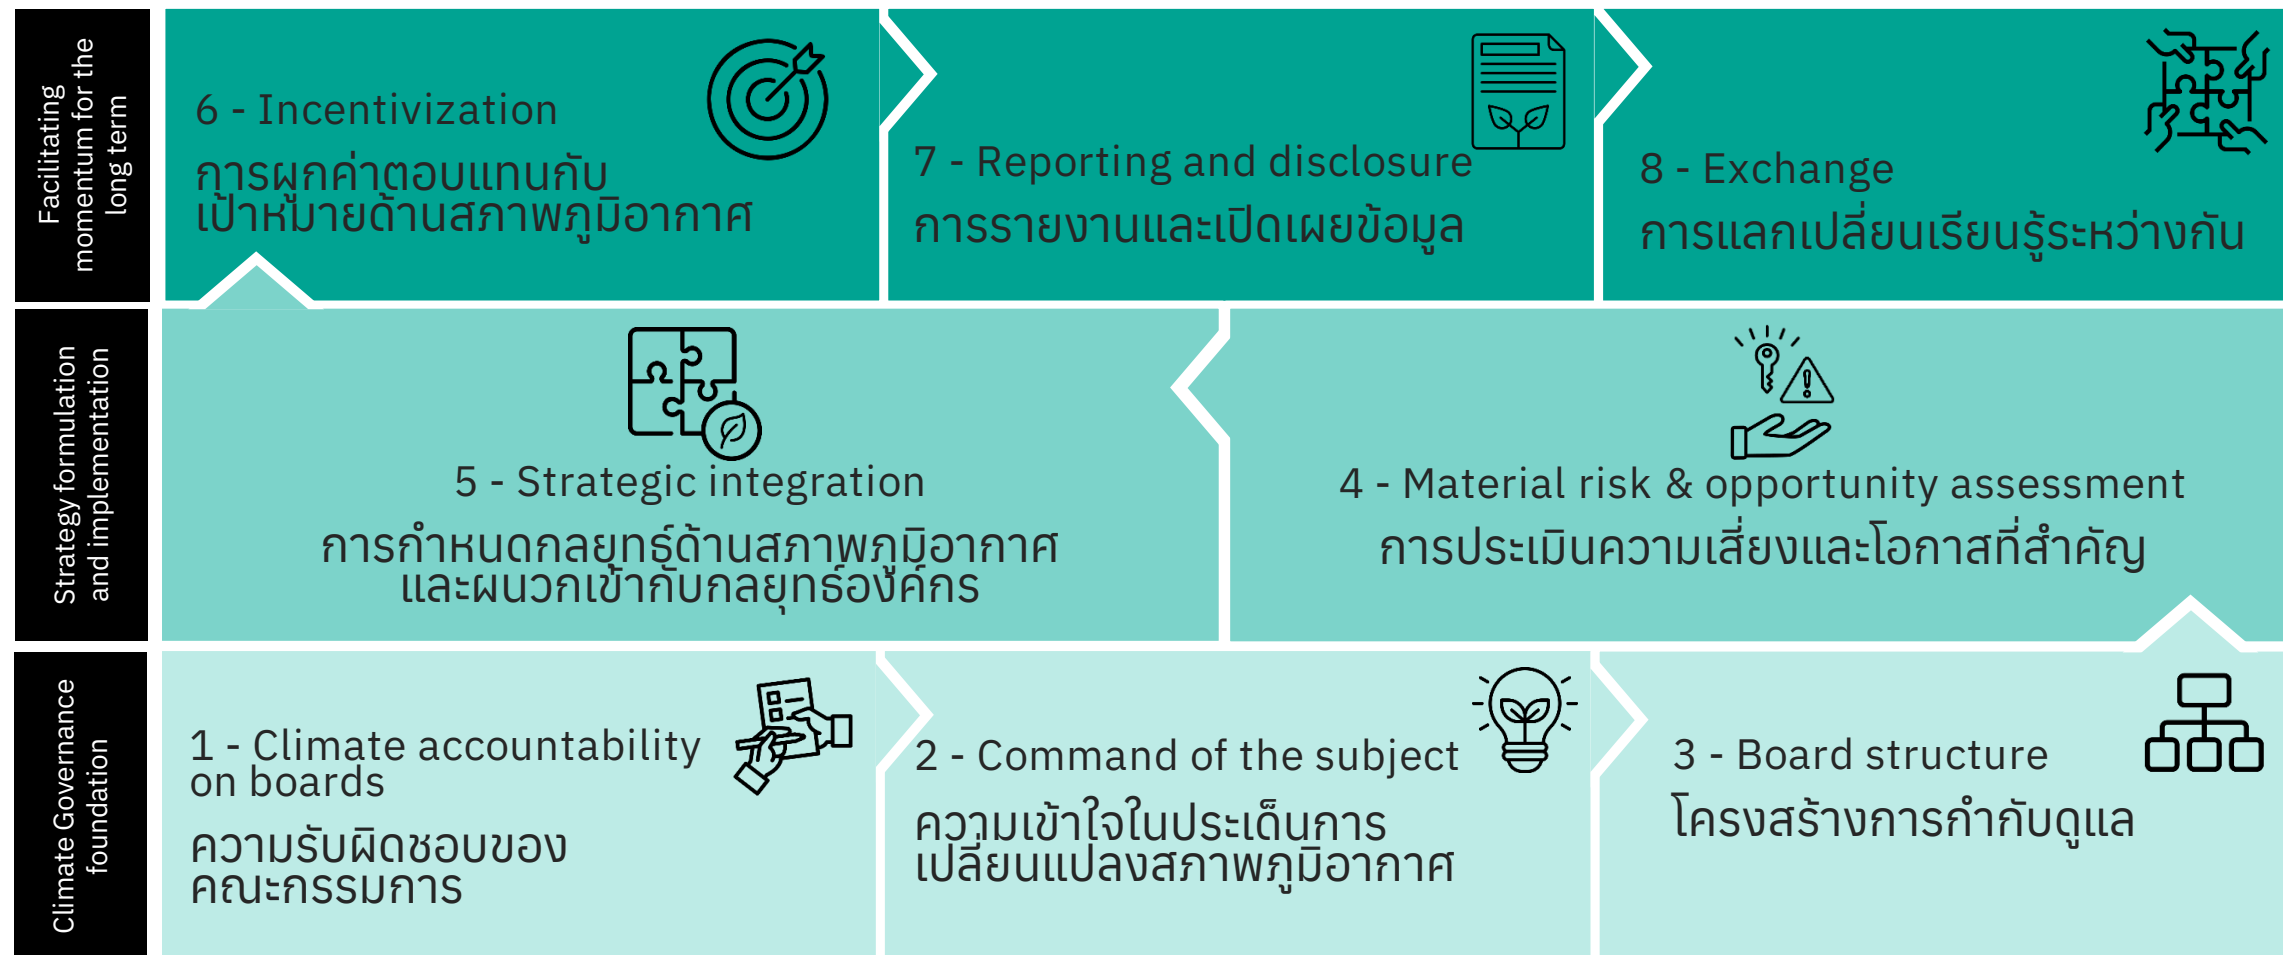 Facilitating
momentum for the
long term
6 - Incentivization
การผูกค่าตอบแทนกับ
เป้าหมายด้านสภาพภูมิอากาศ
7 - Reporting and disclosure
การรายงานและเปิดเผยข้อมูล
8 - Exchange
การแลกเปลี่ยนเรียนรู้ระหว่างกัน
Strategy formulation
and implementation
5 - Strategic integration
การกำหนดกลยุทธ์ด้านสภาพภูมิอากาศ
และผนวกเข้ากับกลยุทธ์องค์กร
4 - Material risk & opportunity assessment
การประเมินความเสี่ยงและโอกาสที่สำคัญ
Climate Governance
foundation
1 - Climate accountability
on boards
ความรับผิดชอบของ
คณะกรรมการ
2 - Command of the subject
ความเข้าใจในประเด็นการ
เปลี่ยนแปลงสภาพภูมิอากาศ
3 - Board structure
โครงสร้างการกำกับดูแล